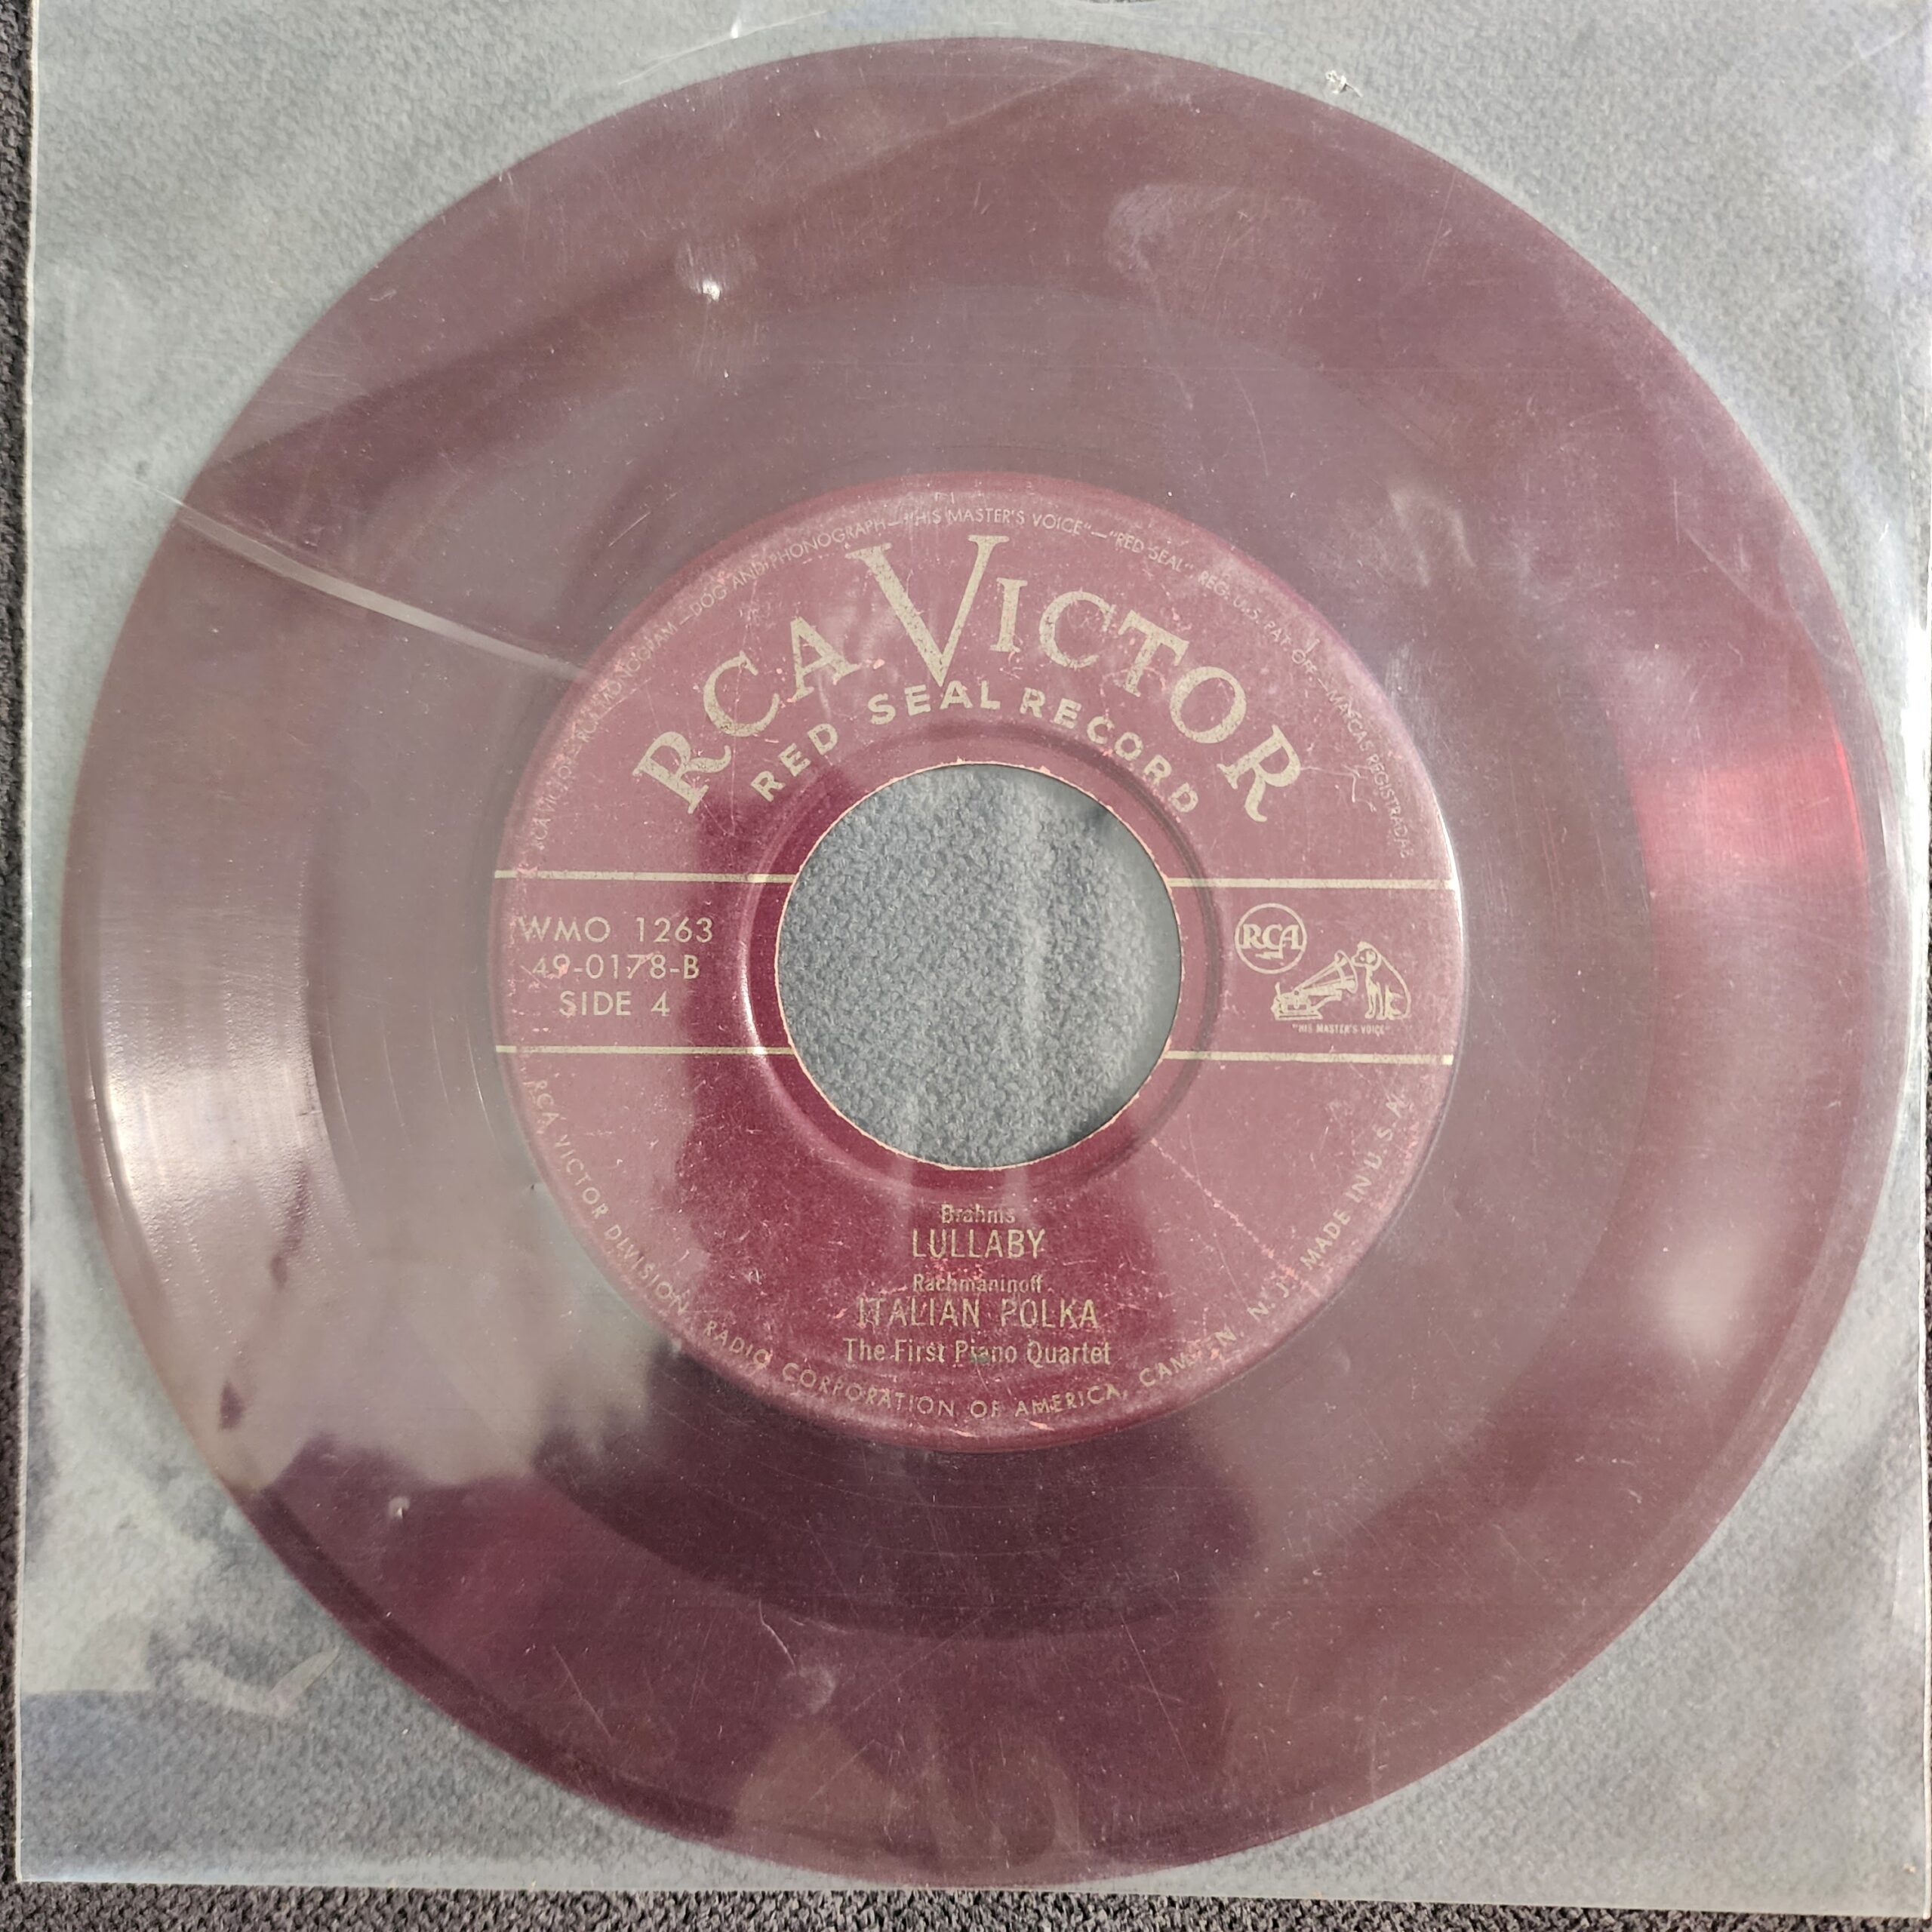 RCA VICTOR - RCA MONOGRAM - DOG AND PHONOGRAPH - "HIS MASTER'S VOICE" - "RED SEAL" REG. U.S. PAT. OFF. - MARCAS REGISTRADAS
RCA VICTOR
RED SEAL RECORD
WMO 1263
49-0178-B
SIDE 4
RCA
"HIS MASTER'S VOICE"
Brahms
LULLABY
Rachmaninoff
ITALIAN POLKA
The First Piano Quartet
RCA VICTOR DIVISION, RADIO CORPORATION OF AMERICA, CAMDEN, N. J. MADE IN U. S. A.